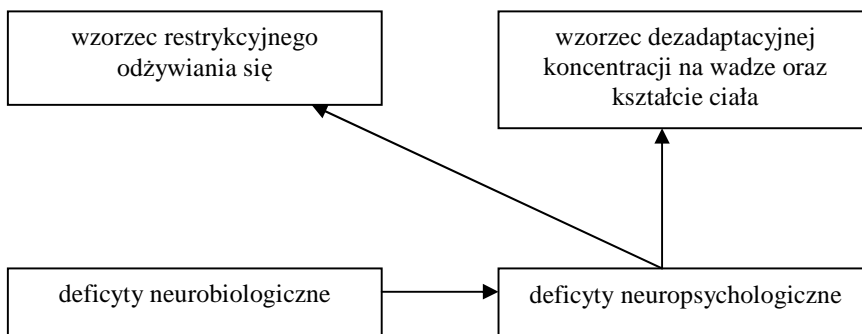 wzorzec restrykcyjnego
odżywiania się
wzorzec dezadaptacyjnej
koncentracji na wadze oraz
kształcie ciała
deficyty neurobiologiczne
deficyty neuropsychologiczne